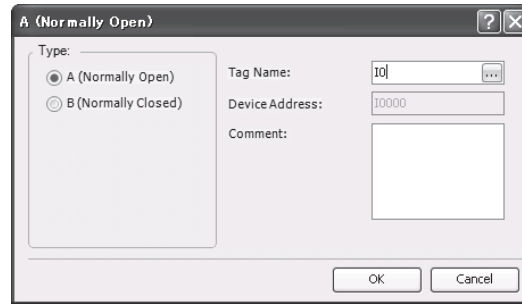 A (Normally Open)
Type:
A (Normally Open)
B (Normally Closed)
Tag Name:
I0
...
Device Address:
I0000
Comment:
OK
Cancel